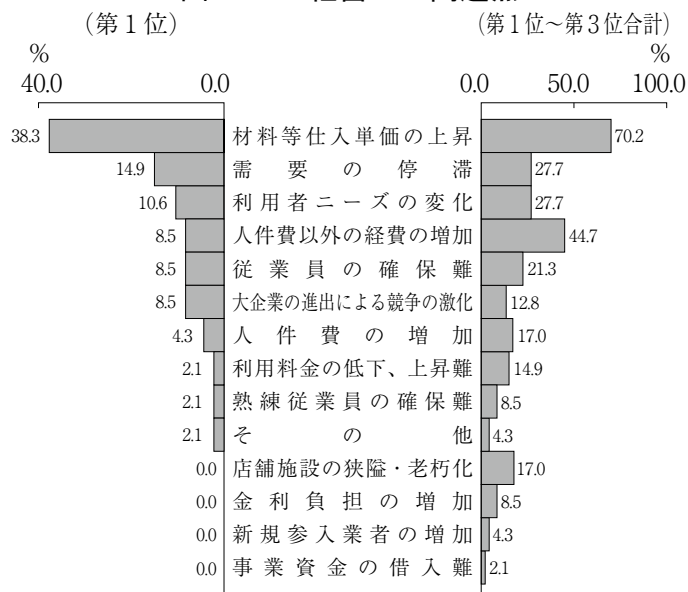 （第１位） （第１位～第３位合計）
% %
40.0 0.0 0.0 50.0 100.0
38.3 材料等仕入単価の上昇 70.2
14.9 需要の停滞 27.7
10.6 利用者ニーズの変化 27.7
8.5 人件費以外の経費の増加 44.7
8.5 従業員の確保難 21.3
8.5 大企業の進出による競争の激化 12.8
4.3 人件費の増加 17.0
2.1 利用料金の低下、上昇難 14.9
2.1 熟練従業員の確保難 8.5
2.1 その他 4.3
0.0 店舗施設の狭隘・老朽化 17.0
0.0 金利負担の増加 8.5
0.0 新規参入業者の増加 4.3
0.0 事業資金の借入難 2.1